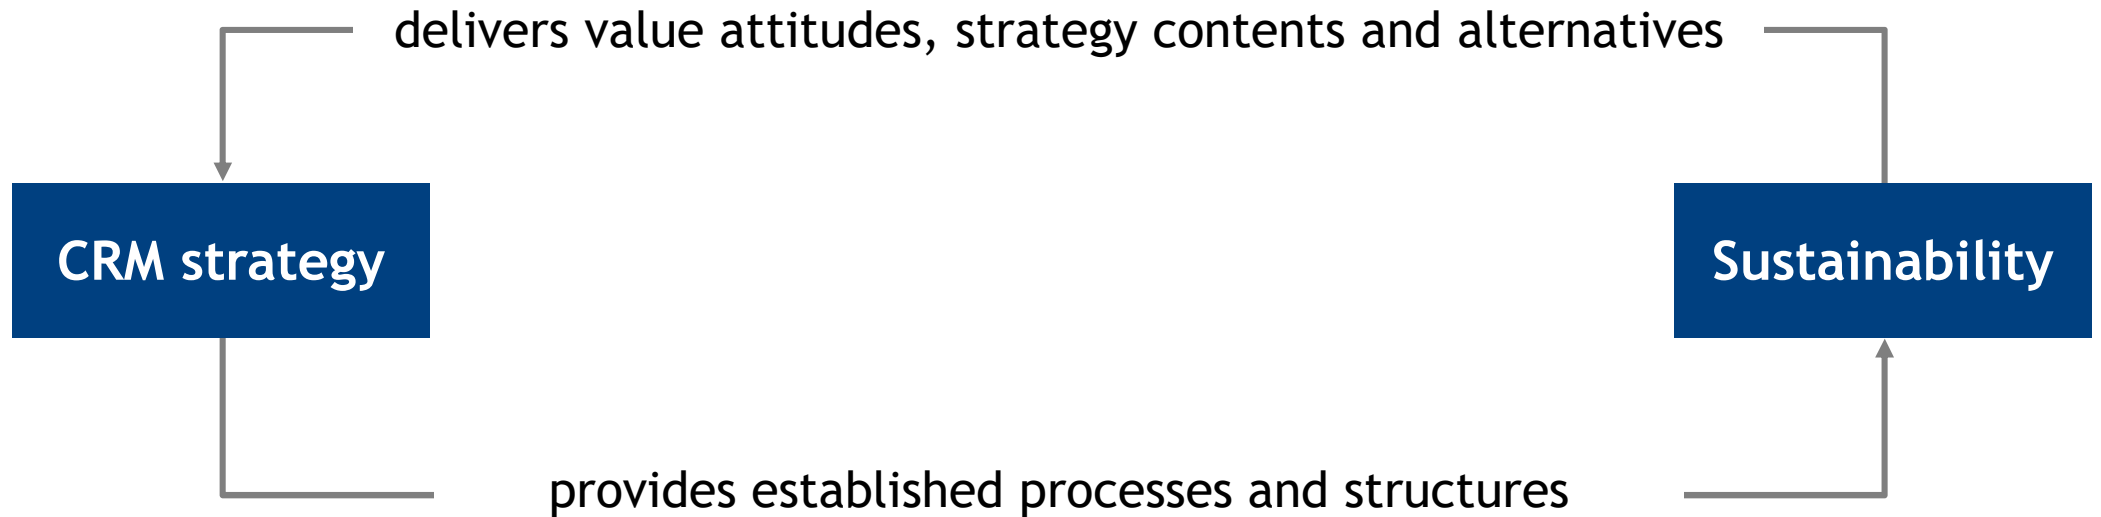 delivers value attitudes, strategy contents and alternatives
CRM strategy
Sustainability
provides established processes and structures